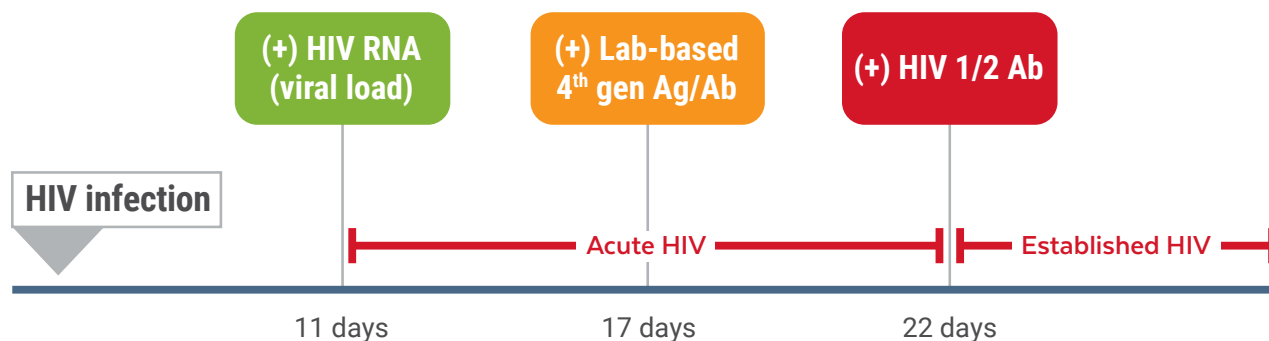 (+) HIV RNA
(viral load)
(+) Lab-based
4th gen Ag/Ab
(+) HIV 1/2 Ab
HIV infection
Acute HIV
Established HIV
11 days
17 days
22 days